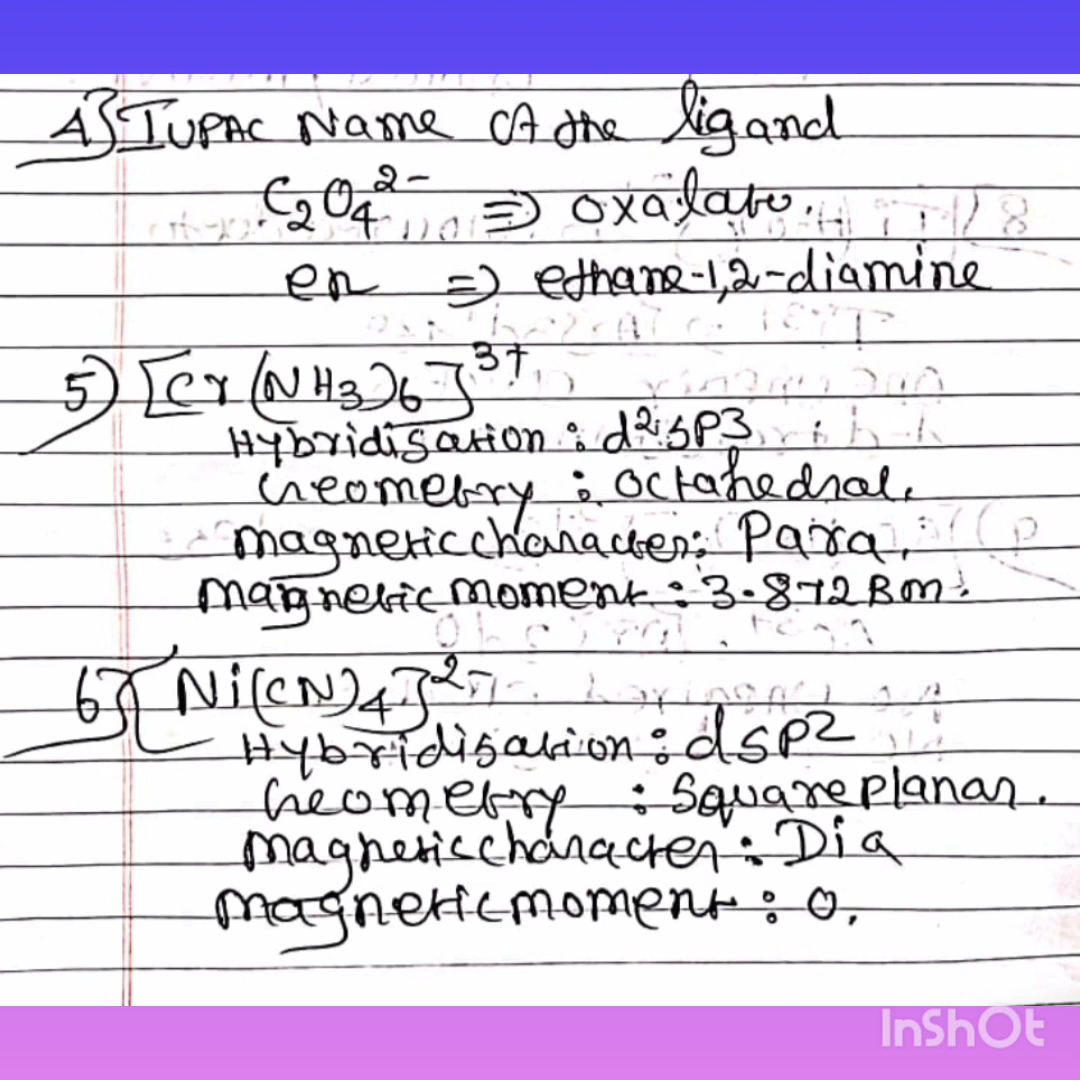 4} IUPAC Name of the ligand
C₂O₄²⁻ ⇒ oxalato.
en ⇒ ethane-1,2-diamine
5) [Cr(NH₃)₆]³⁺
Hybridisation : d²sp3
Geometry : octahedral.
magnetic character: Para.
magnetic moment : 3.872 Bm.
6} [Ni(CN)₄]²⁻
Hybridisation : dsp2
Geometry : Square planar.
magnetic character : Dia
magnetic moment : 0.
InShOt